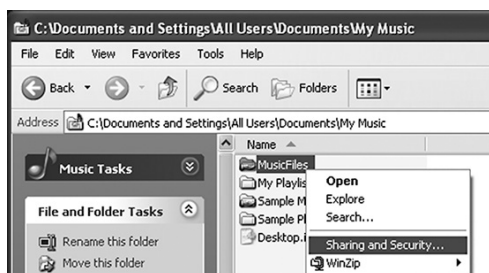 C:\Documents and Settings\All Users\Documents\My Music
File Edit View Favorites Tools Help
Back Search Folders
Address C:\Documents and Settings\All Users\Documents\My Music
Name
Music Tasks
MusicFiles
My Playlis
Sample M
Sample Pl
Desktop.i
Open
Explore
Search...
Sharing and Security...
WinZip
File and Folder Tasks
Rename this folder
Move this folder